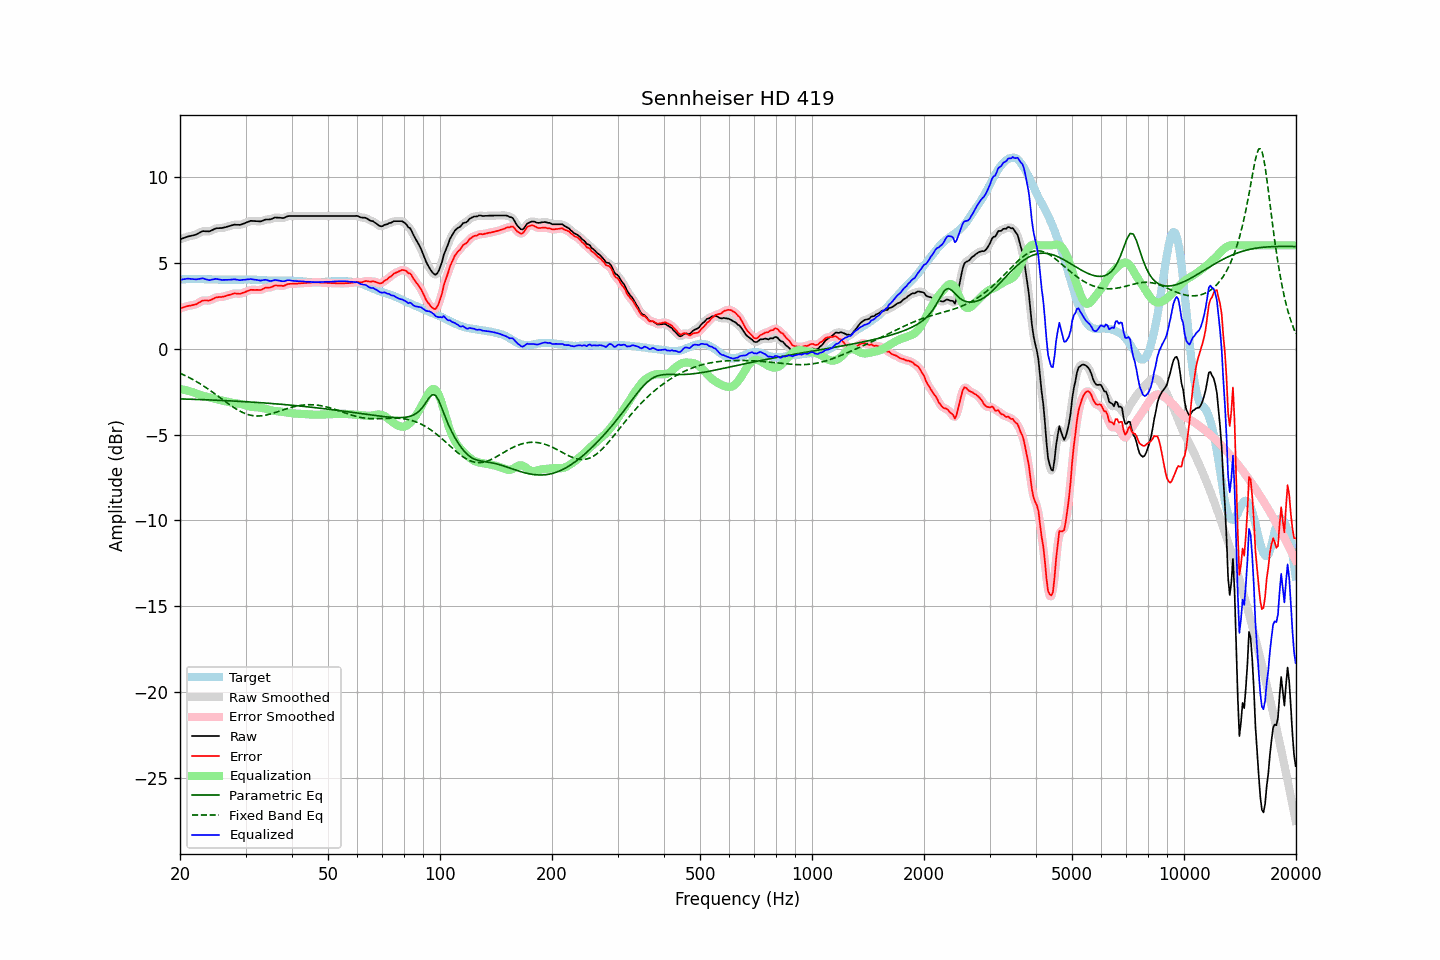 Sennheiser HD 419
Amplitude (dBr)
10
5
0
−5
−10
−15
−20
−25
Target
Raw Smoothed
Error Smoothed
Raw
Error
Equalization
Parametric Eq
Fixed Band Eq
Equalized
20 50 100 200 500 1000 2000 5000 10000 20000
Frequency (Hz)